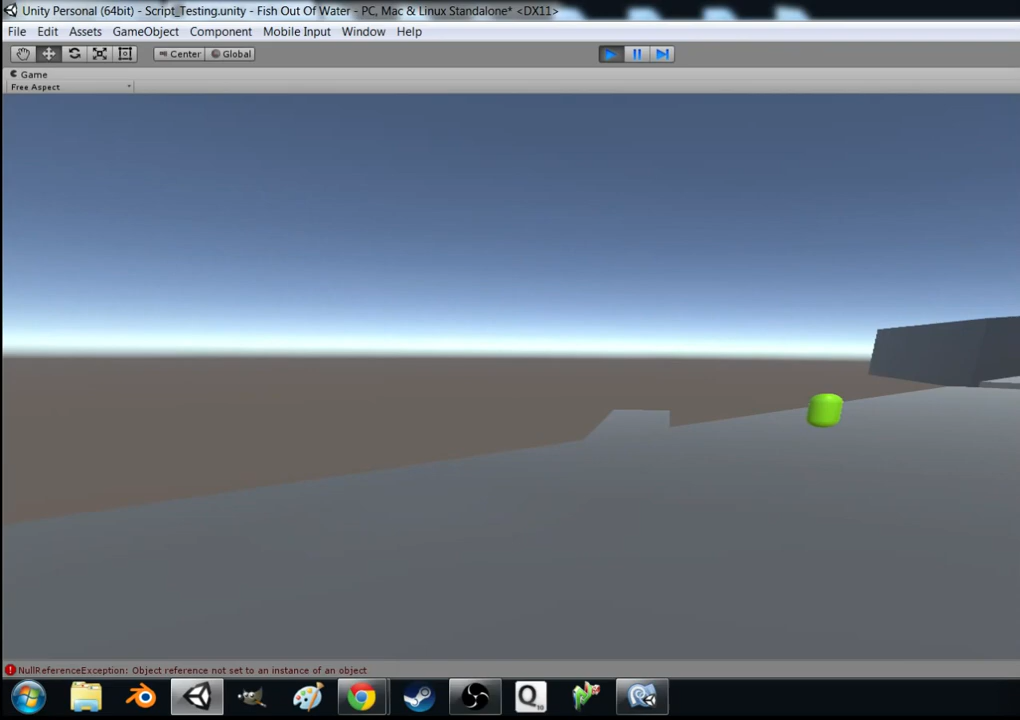 Unity Personal (64bit) - Script_Testing.unity - Fish Out Of Water - PC, Mac & Linux Standalone* <DX11>
File Edit Assets GameObject Component Mobile Input Window Help
Center Global
Game
Free Aspect
NullReferenceException: Object reference not set to an instance of an object
Q
10